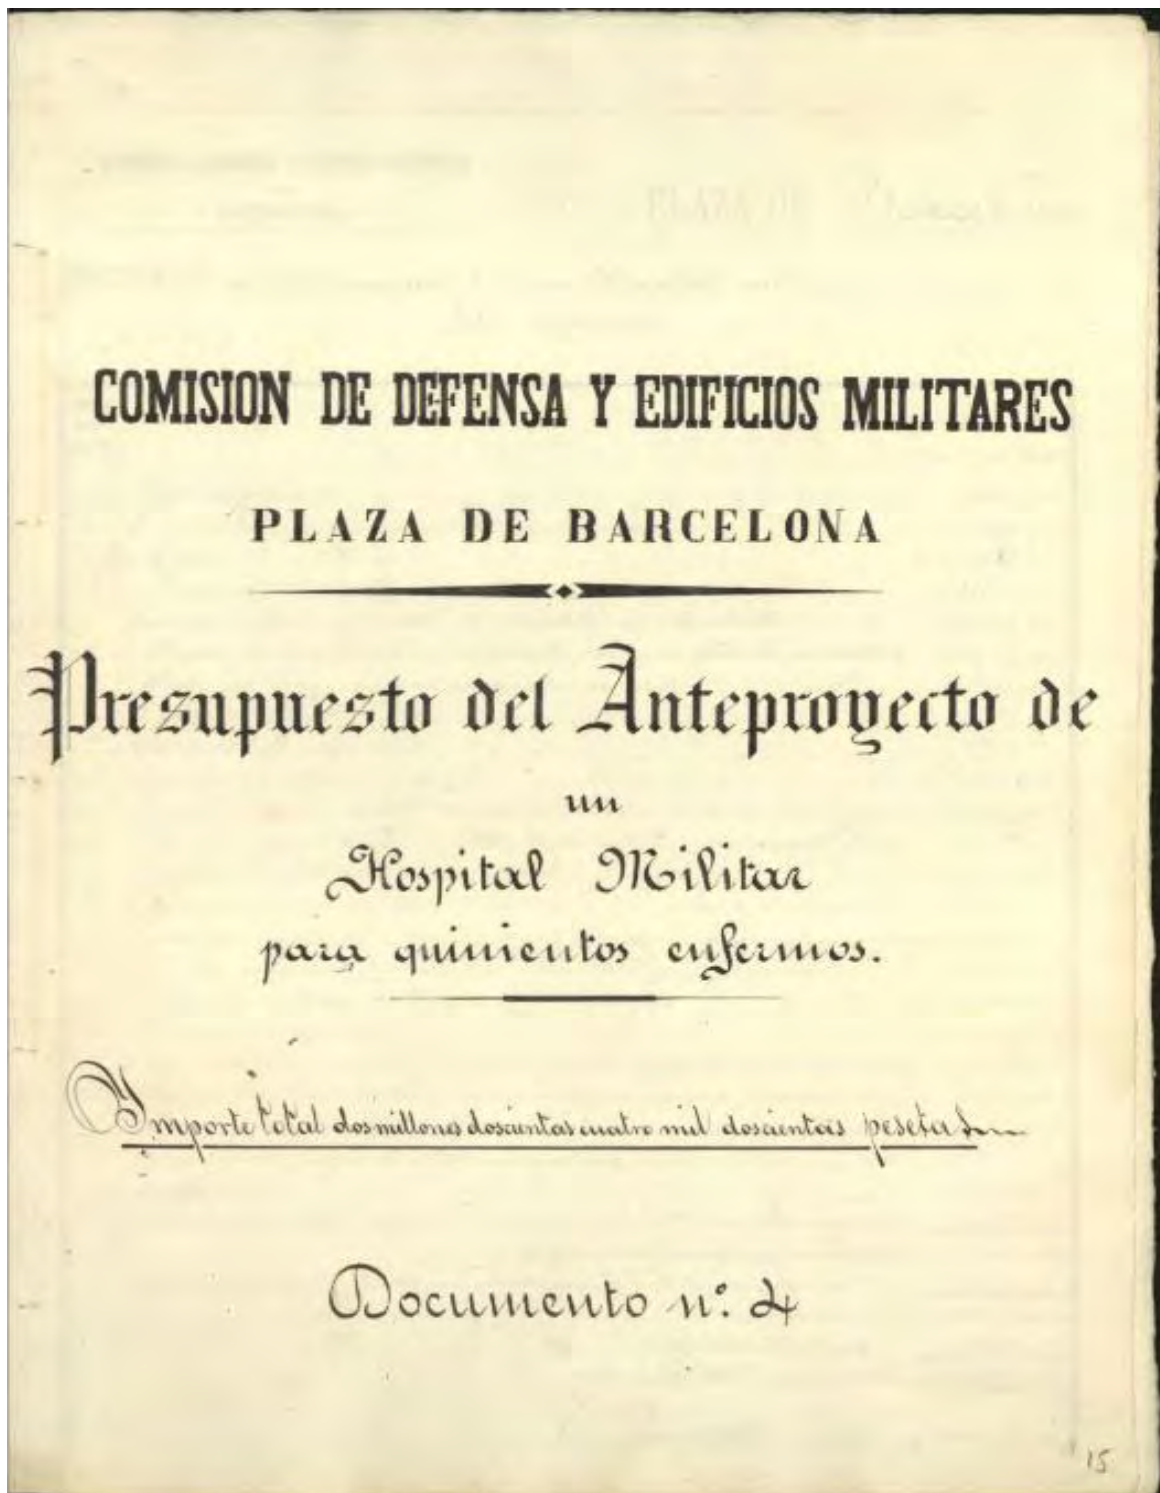 COMISION DE DEFENSA Y EDIFICIOS MILITARES
PLAZA DE BARCELONA
Presupuesto del Anteproyecto de
un
Hospital Militar
para quinientos enfermos.
Importe total dos millones doscientas cuatro mil doscientas pesetas
Documento nº. 4
15